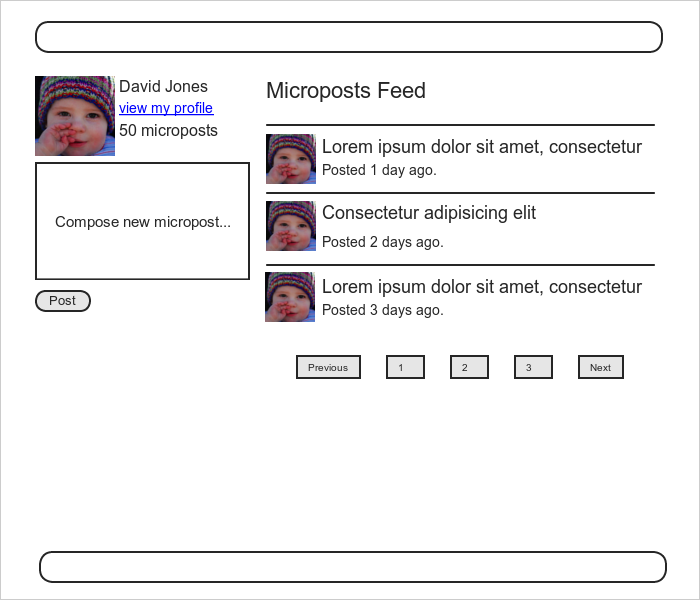 David Jones
view my profile
50 microposts
Compose new micropost...
Post
Microposts Feed
Lorem ipsum dolor sit amet, consectetur
Posted 1 day ago.
Consectetur adipisicing elit
Posted 2 days ago.
Lorem ipsum dolor sit amet, consectetur
Posted 3 days ago.
Previous 1 2 3 Next